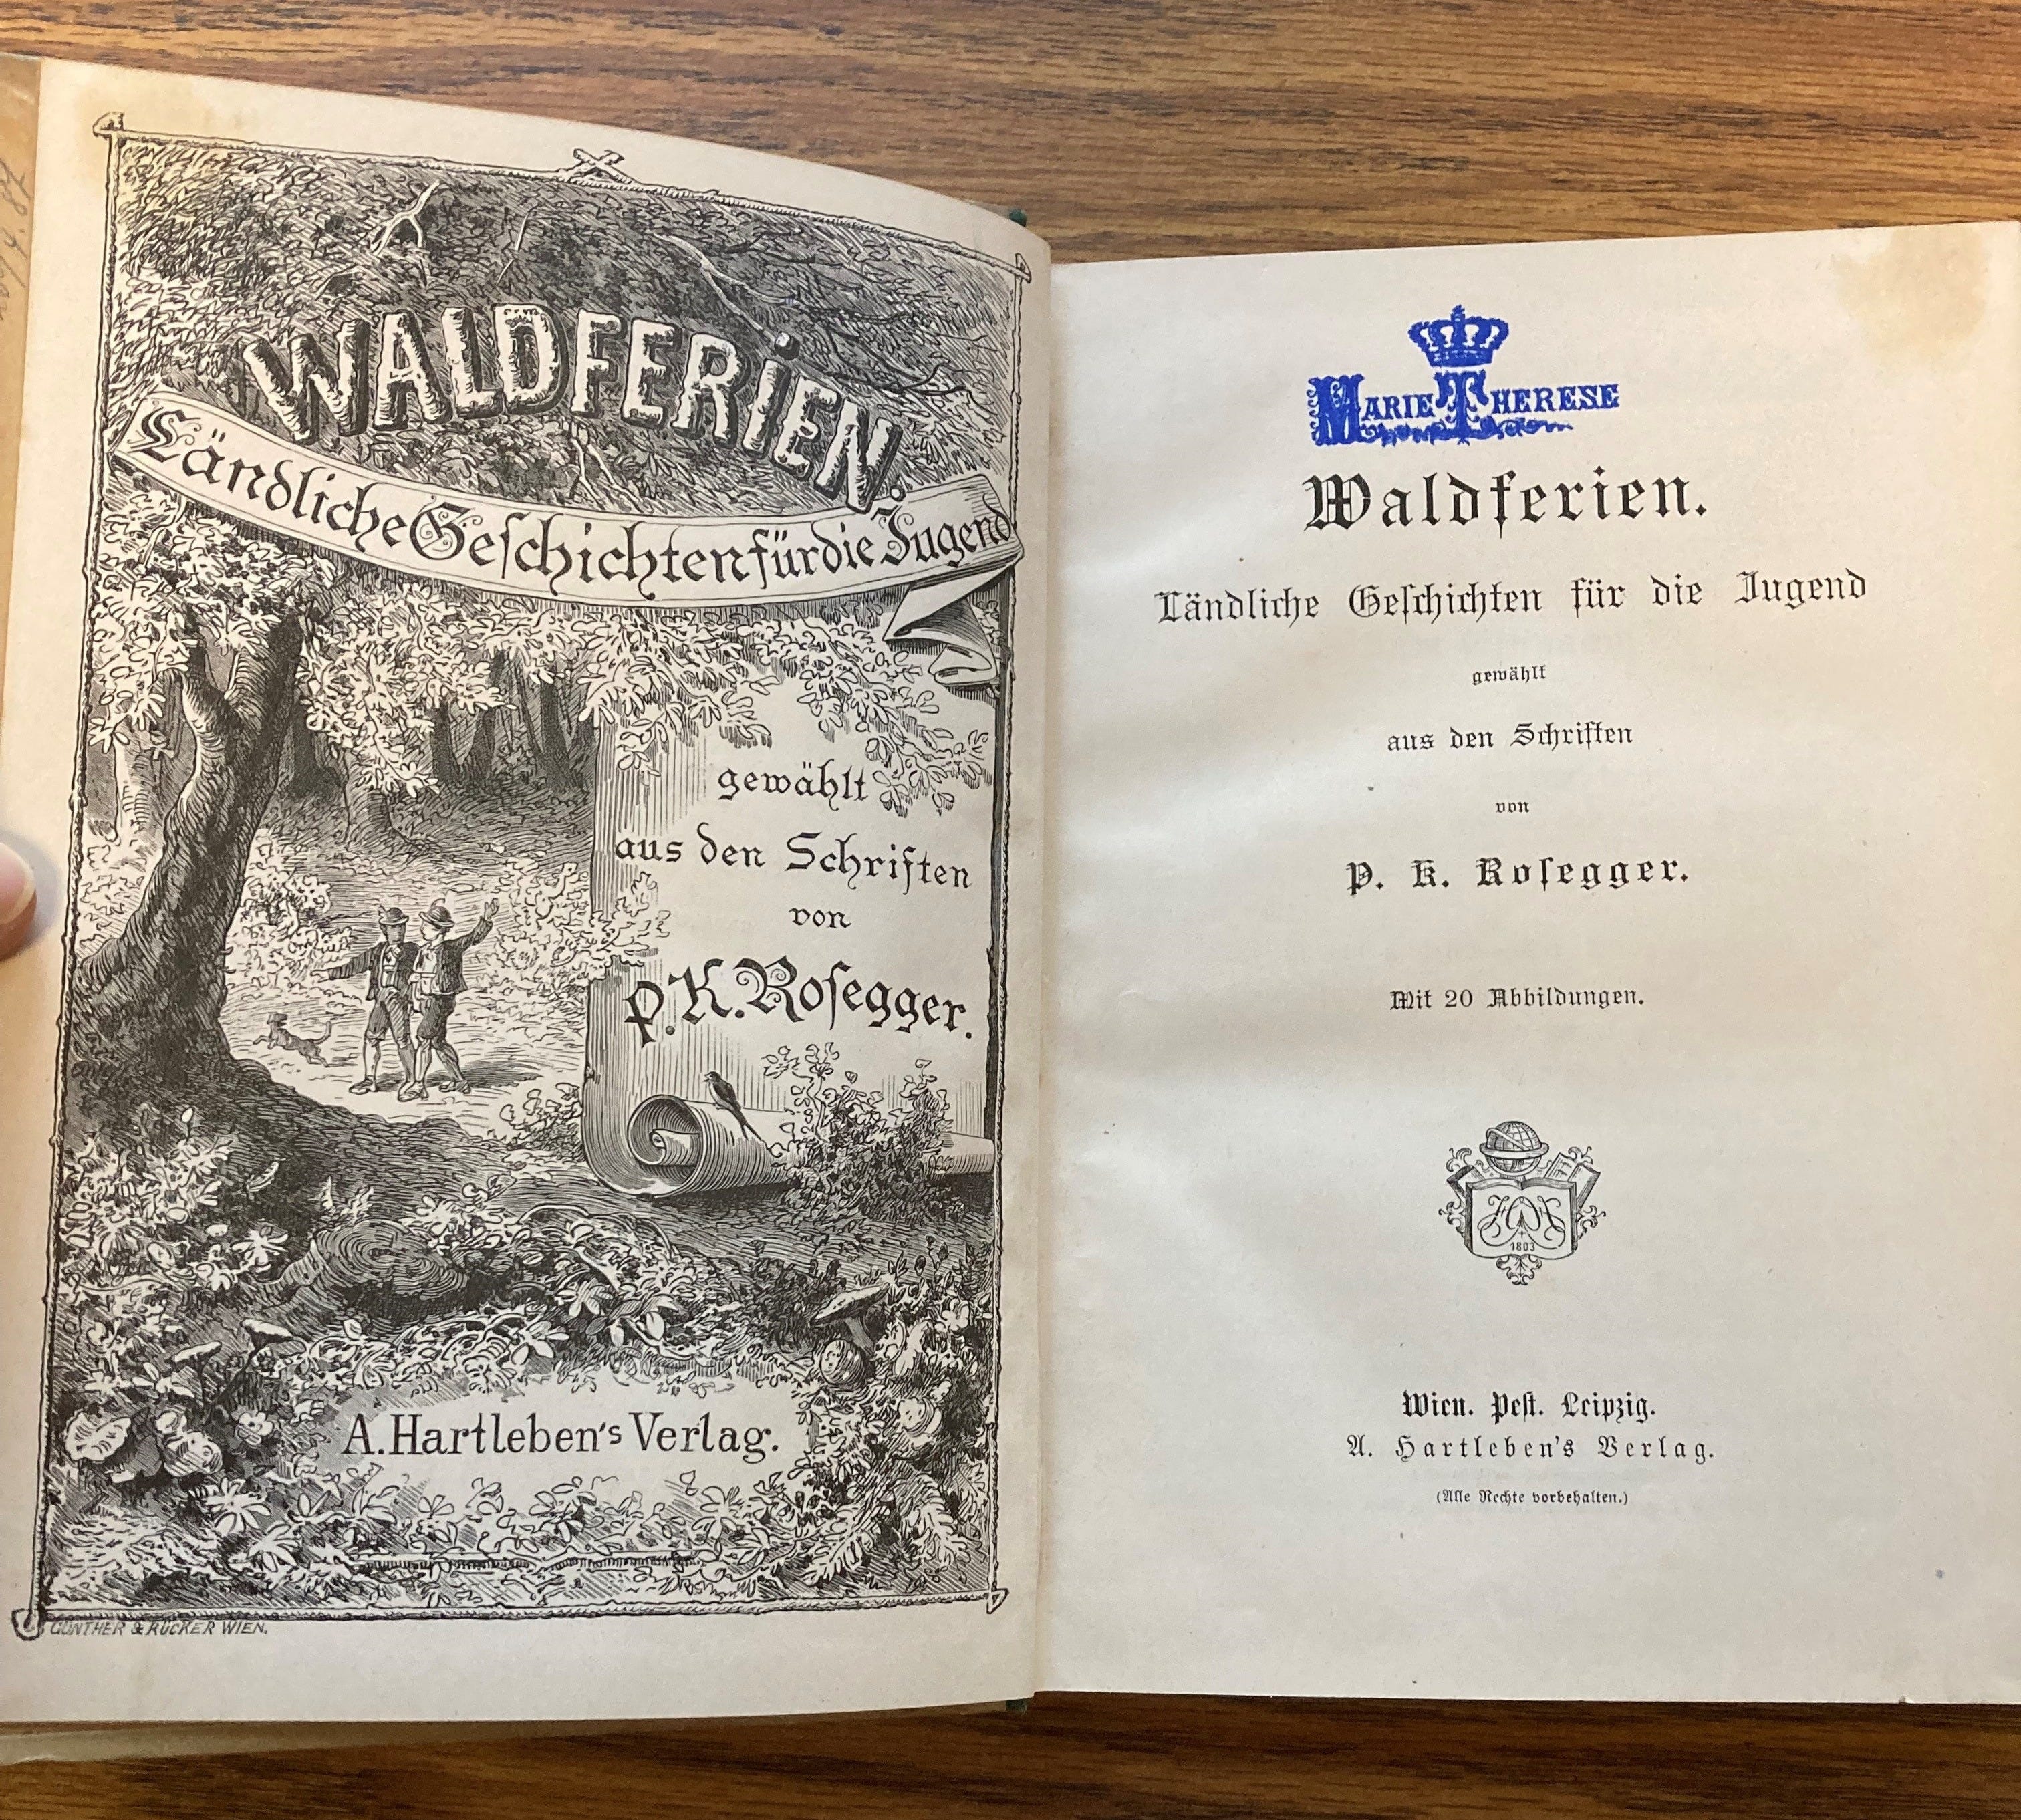 WALDFERIEN.
Ländliche Geſchichten für die Jugend
gewählt
aus den Schriften
von
P. K. Roſegger.
A. Hartleben's Verlag.
GÜNTHER & RÜCKER WIEN.
MARIE THERESE
Waldferien.
Ländliche Geſchichten für die Jugend
gewählt
aus den Schriften
von
P. K. Roſegger.
Mit 20 Abbildungen.
1803
Wien. Peſt. Leipzig.
A. Hartleben's Verlag.
(Alle Rechte vorbehalten.)